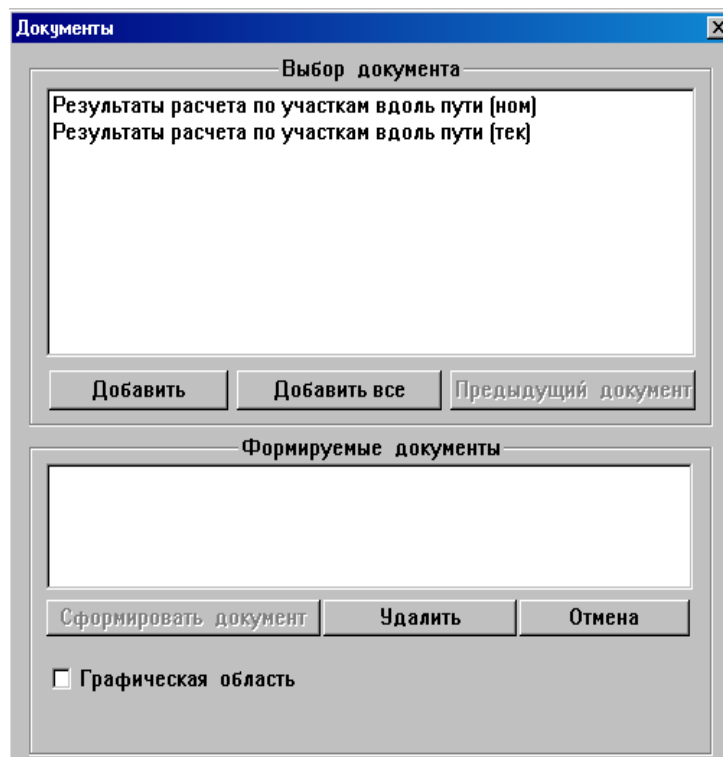 Документы
Выбор документа
Результаты расчета по участкам вдоль пути (ном)
Результаты расчета по участкам вдоль пути (тек)
Добавить
Добавить все
Предыдущий документ
Формируемые документы
Сформировать документ
Удалить
Отмена
Графическая область